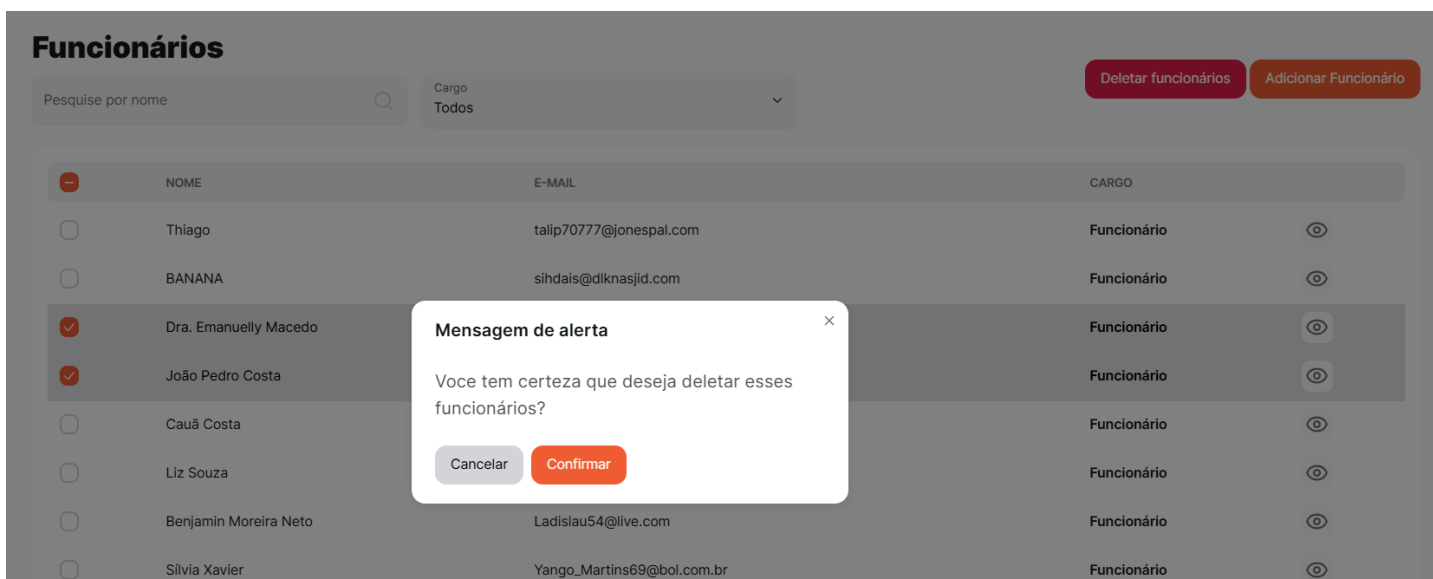 Funcionários
Deletar funcionários Adicionar Funcionário
Pesquise por nome
Cargo
Todos
NOME E-MAIL CARGO
Thiago talip70777@jonespal.com Funcionário
BANANA sihdais@dlknasjid.com Funcionário
Dra. Emanuelly Macedo Funcionário
João Pedro Costa Funcionário
Cauã Costa Funcionário
Liz Souza Funcionário
Mensagem de alerta
Voce tem certeza que deseja deletar esses
funcionários?
Cancelar Confirmar
Benjamin Moreira Neto Ladislau54@live.com Funcionário
Sílvia Xavier Yango_Martins69@bol.com.br Funcionário